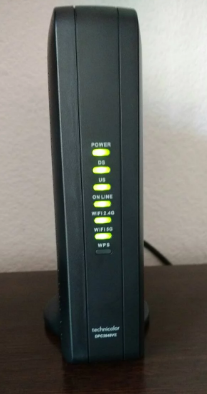 POWER
DS
US
ONLINE
WIFI 2.4G
WIFI 5G
WPS
technicolor